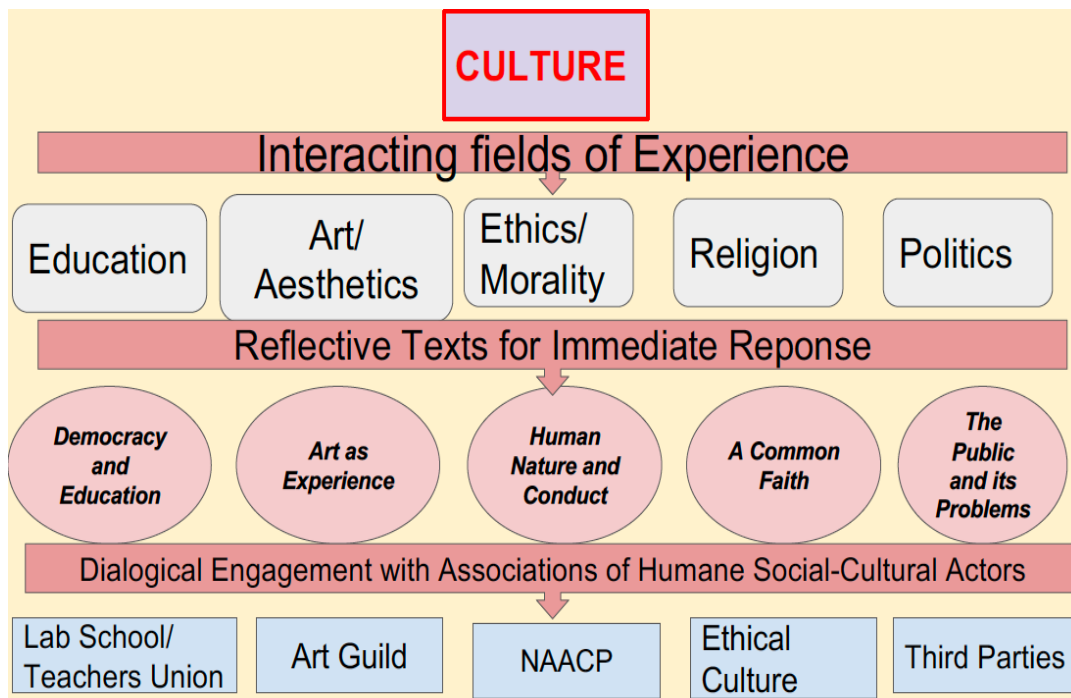 CULTURE
Interacting fields of Experience
Education
Art/
Aesthetics
Ethics/
Morality
Religion
Politics
Reflective Texts for Immediate Reponse
Democracy
and
Education
Art as
Experience
Human
Nature and
Conduct
A Common
Faith
The
Public
and its
Problems
Dialogical Engagement with Associations of Humane Social-Cultural Actors
Lab School/
Teachers Union
Art Guild
NAACP
Ethical
Culture
Third Parties